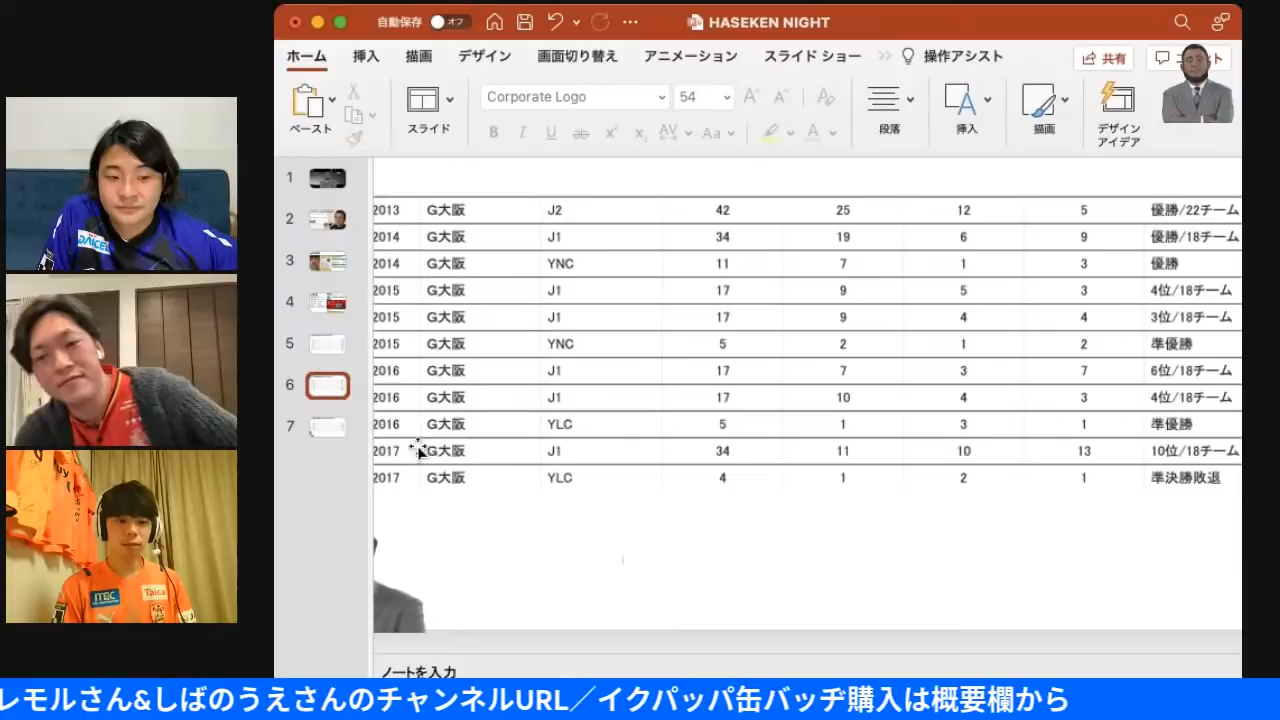 自動保存 オフ
HASEKEN NIGHT
ホーム 挿入 描画 デザイン 画面切り替え アニメーション スライド ショー 操作アシスト 共有
ペースト スライド Corporate Logo 54 段落 挿入 描画 デザイン アイデア
1
2
3
4
5
6
7
2013 G大阪 J2 42 25 12 5 優勝/22チーム
2014 G大阪 J1 34 19 6 9 優勝/18チーム
2014 G大阪 YNC 11 7 1 3 優勝
2015 G大阪 J1 17 9 5 3 4位/18チーム
2015 G大阪 J1 17 9 4 4 3位/18チーム
2015 G大阪 YNC 5 2 1 2 準優勝
2016 G大阪 J1 17 7 3 7 6位/18チーム
2016 G大阪 J1 17 10 4 3 4位/18チーム
2016 G大阪 YLC 5 1 3 1 準優勝
2017 G大阪 J1 34 11 10 13 10位/18チーム
2017 G大阪 YLC 4 1 2 1 準決勝敗退
ノートを入力
DAICEL
ITEC
Taica
レモルさん&しばのうえさんのチャンネルURL／イクパッパ缶バッヂ購入は概要欄から